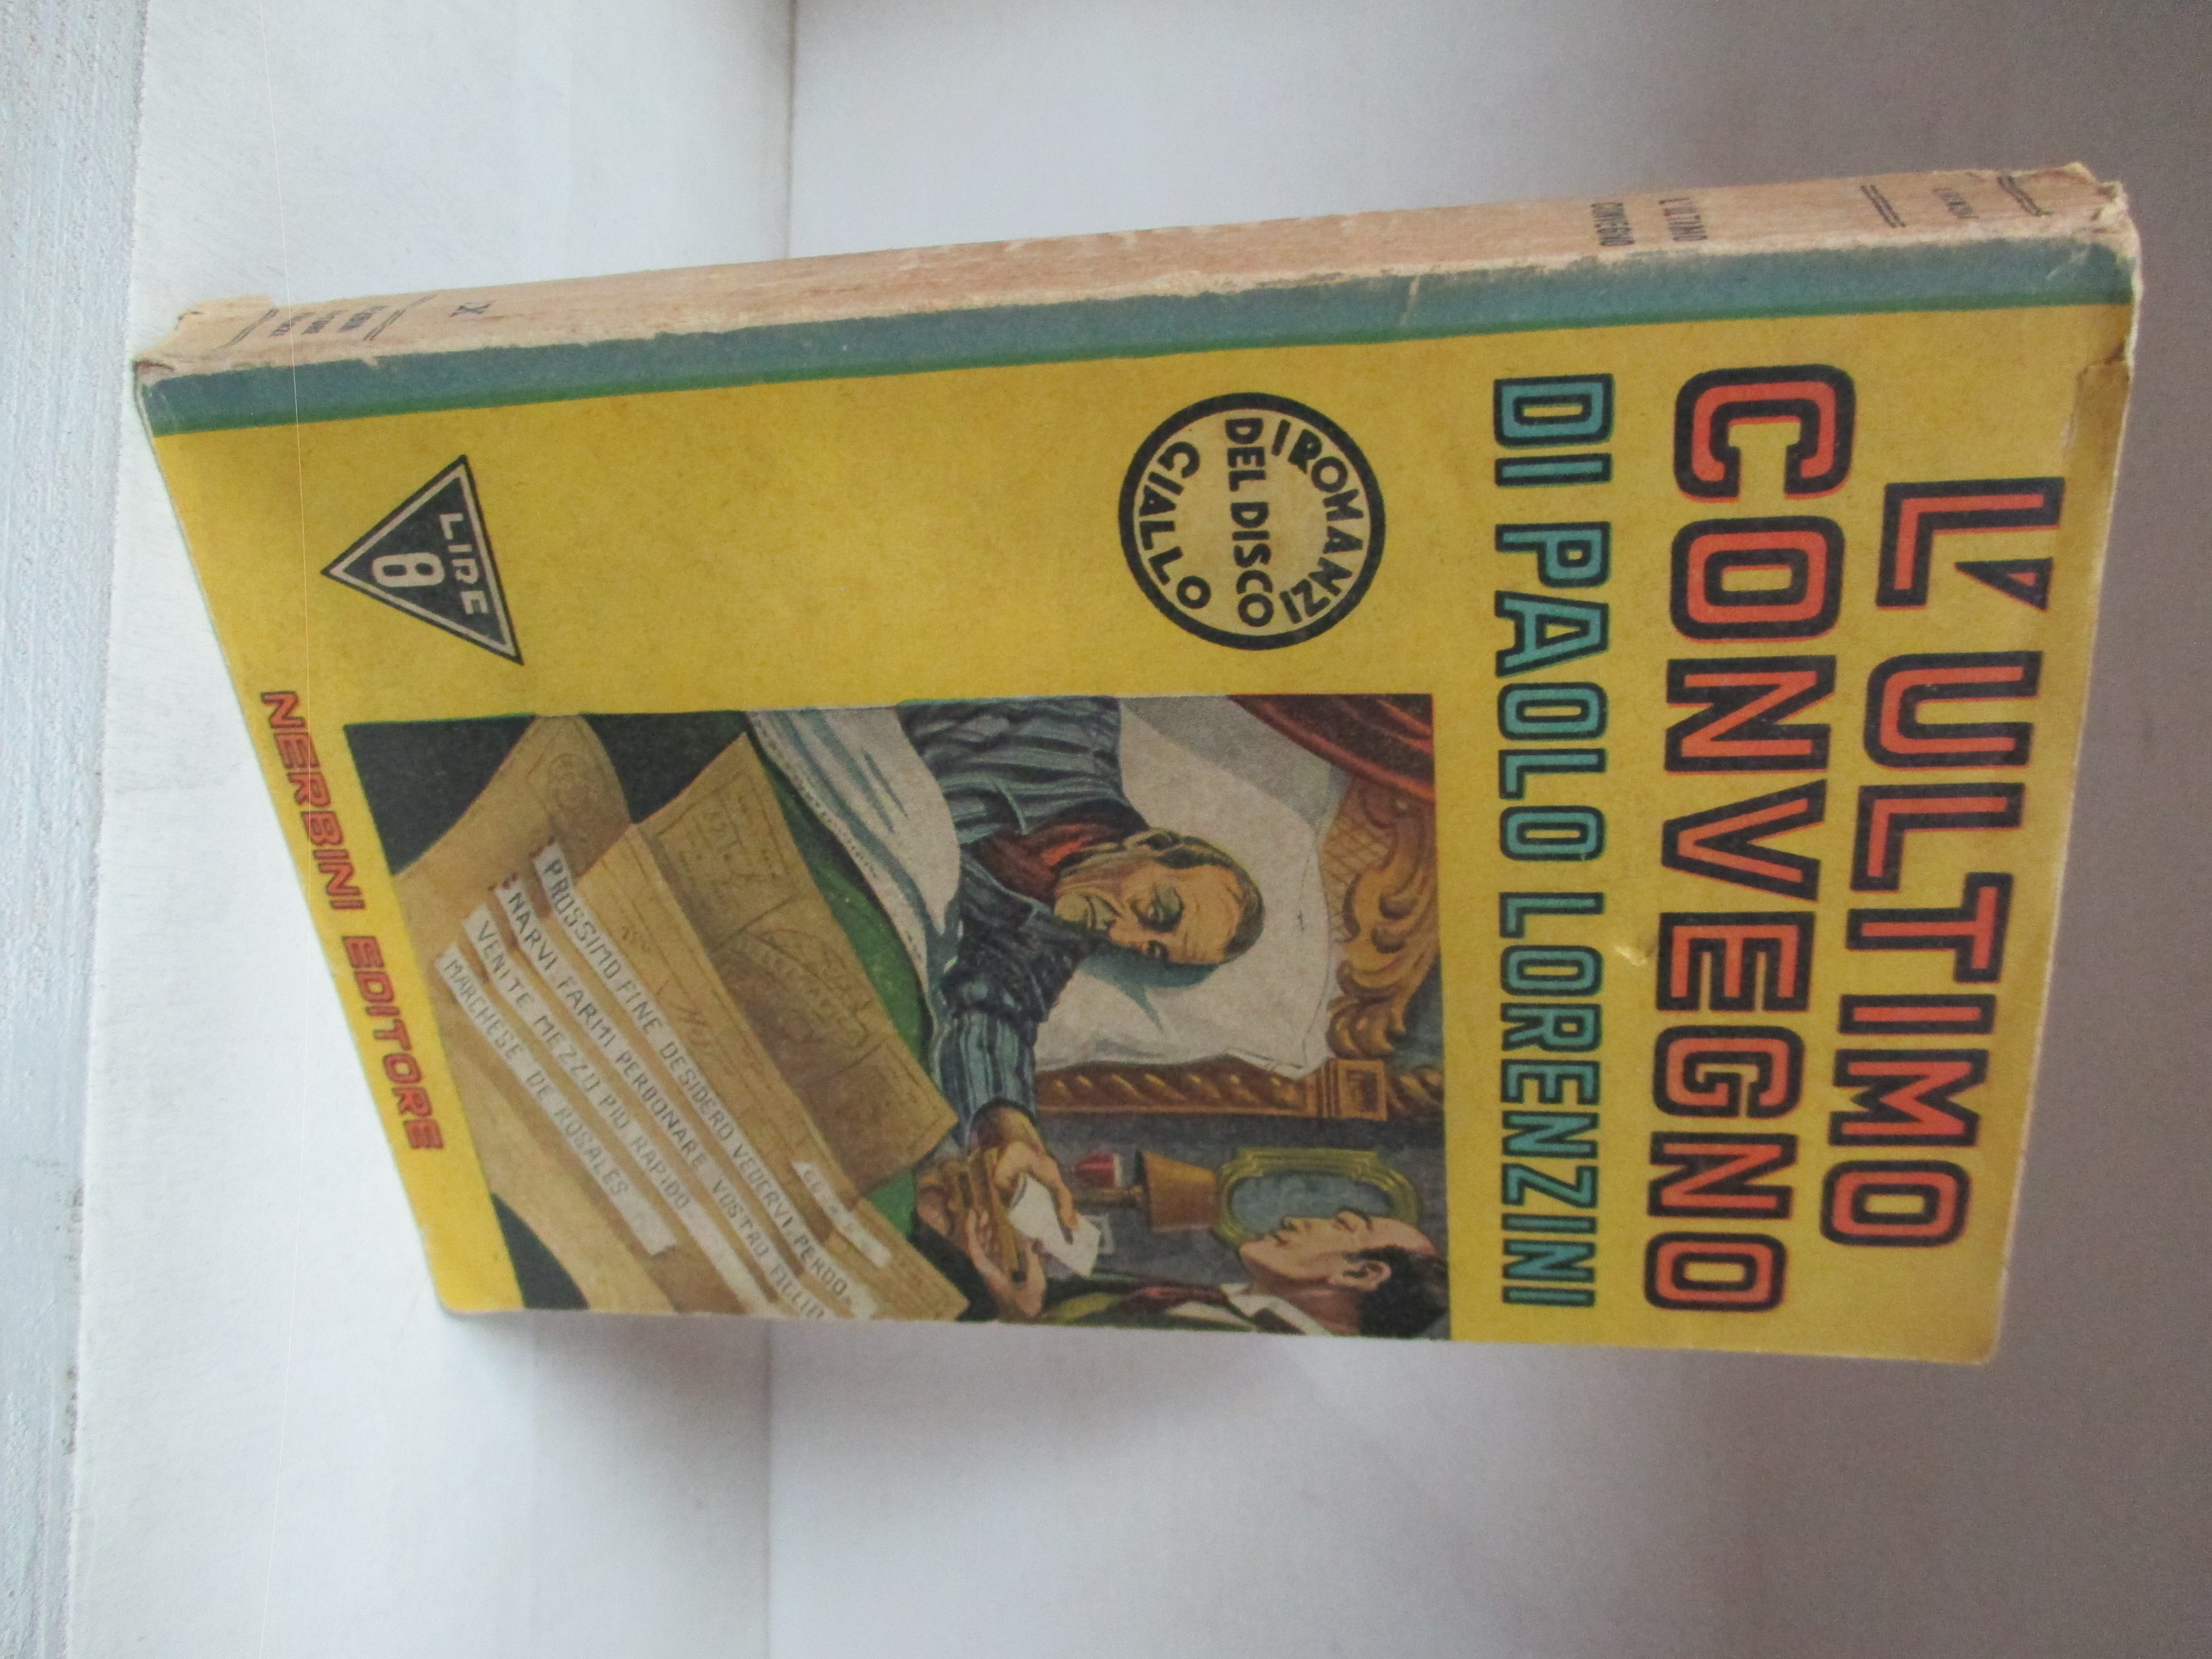 L'ULTIMO
CONVEGNO
DI PAOLO LORENZINI
I ROMANZI
DEL DISCO
GIALLO
LIRE
8
PROSSIMO FINE DESIDERO VEDERVI, PERDO=
NARVI FARMI PERDONARE VOSTRO FIGLIO
VENITE MEZZO PIÙ RAPIDO
MARCHESE DE ROSALES
NERBINI EDITORE
L'ULTIMO
CONVEGNO
X